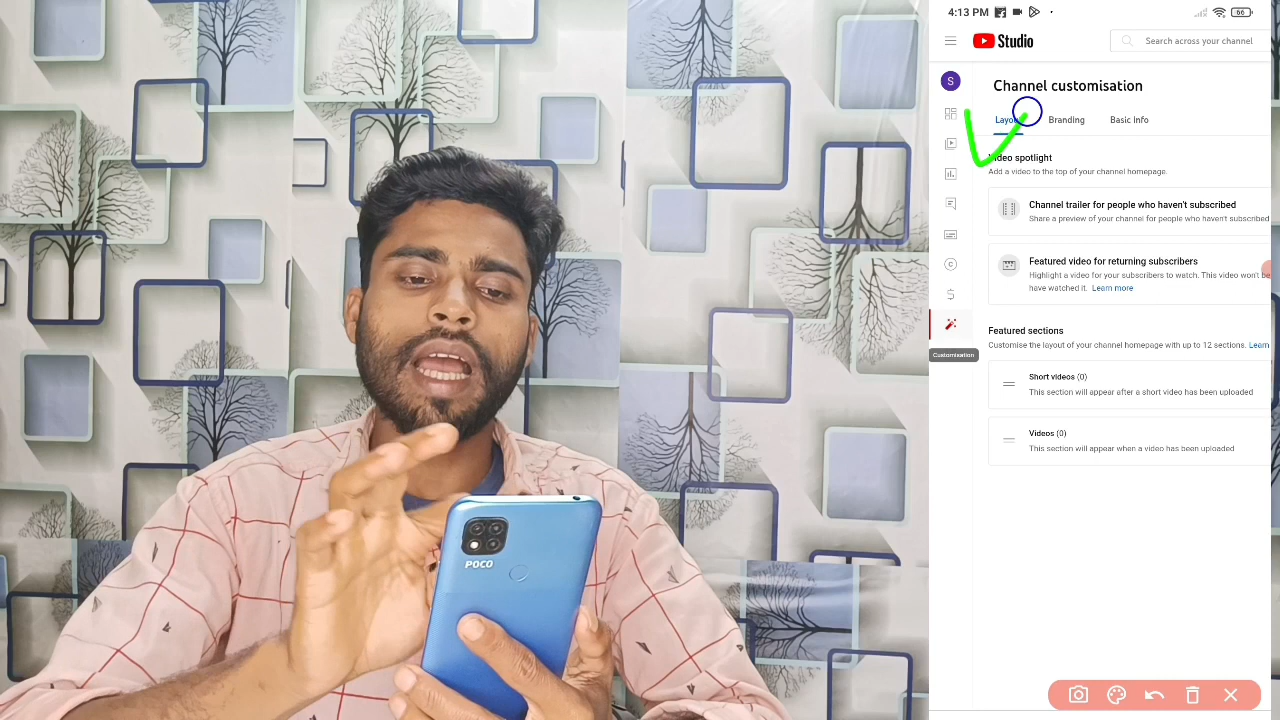 POCO
4:13 PM
66
Studio
Search across your channel
S
Channel customisation
Layout
Branding
Basic info
Video spotlight
Add a video to the top of your channel homepage.
Channel trailer for people who haven't subscribed
Share a preview of your channel for people who haven't subscribed
Featured video for returning subscribers
Highlight a video for your subscribers to watch. This video won't be
have watched it. Learn more
Featured sections
Customise the layout of your channel homepage with up to 12 sections. Learn
Customisation
Short videos (0)
This section will appear after a short video has been uploaded
Videos (0)
This section will appear when a video has been uploaded